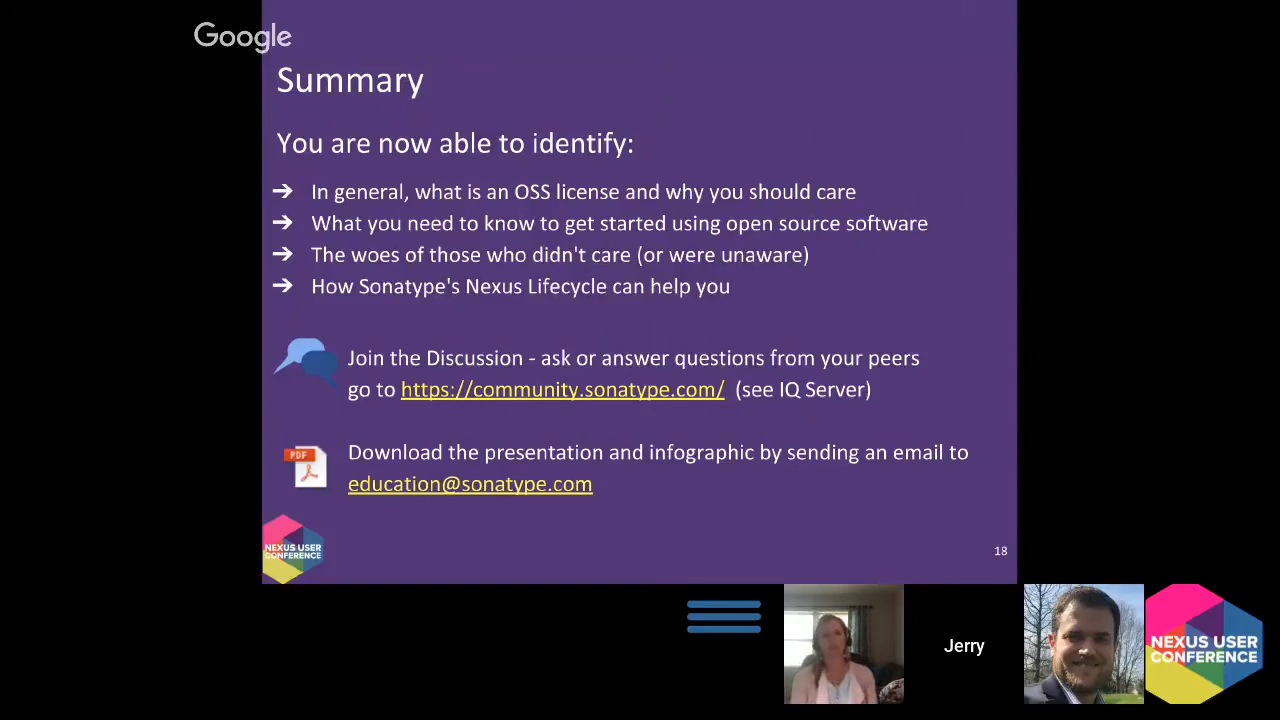 Google
Summary
You are now able to identify:
➔ In general, what is an OSS license and why you should care
➔ What you need to know to get started using open source software
➔ The woes of those who didn't care (or were unaware)
➔ How Sonatype's Nexus Lifecycle can help you
Join the Discussion - ask or answer questions from your peers
go to https://community.sonatype.com/ (see IQ Server)
PDF
Download the presentation and infographic by sending an email to
education@sonatype.com
NEXUS USER
CONFERENCE
18
Jerry
NEXUS USER
CONFERENCE